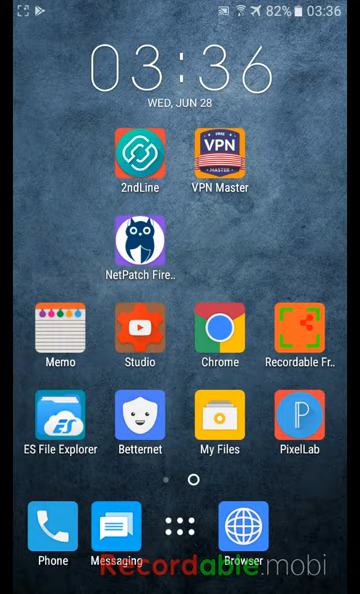 82% 03:36
03:36
WED, JUN 28
FREE
VPN
MASTER
2ndLine VPN Master
NetPatch Fire..
Memo Studio Chrome Recordable Fr..
ES
P
ES File Explorer Betternet My Files PixelLab
Phone Messaging Browser
Recordable.mobi